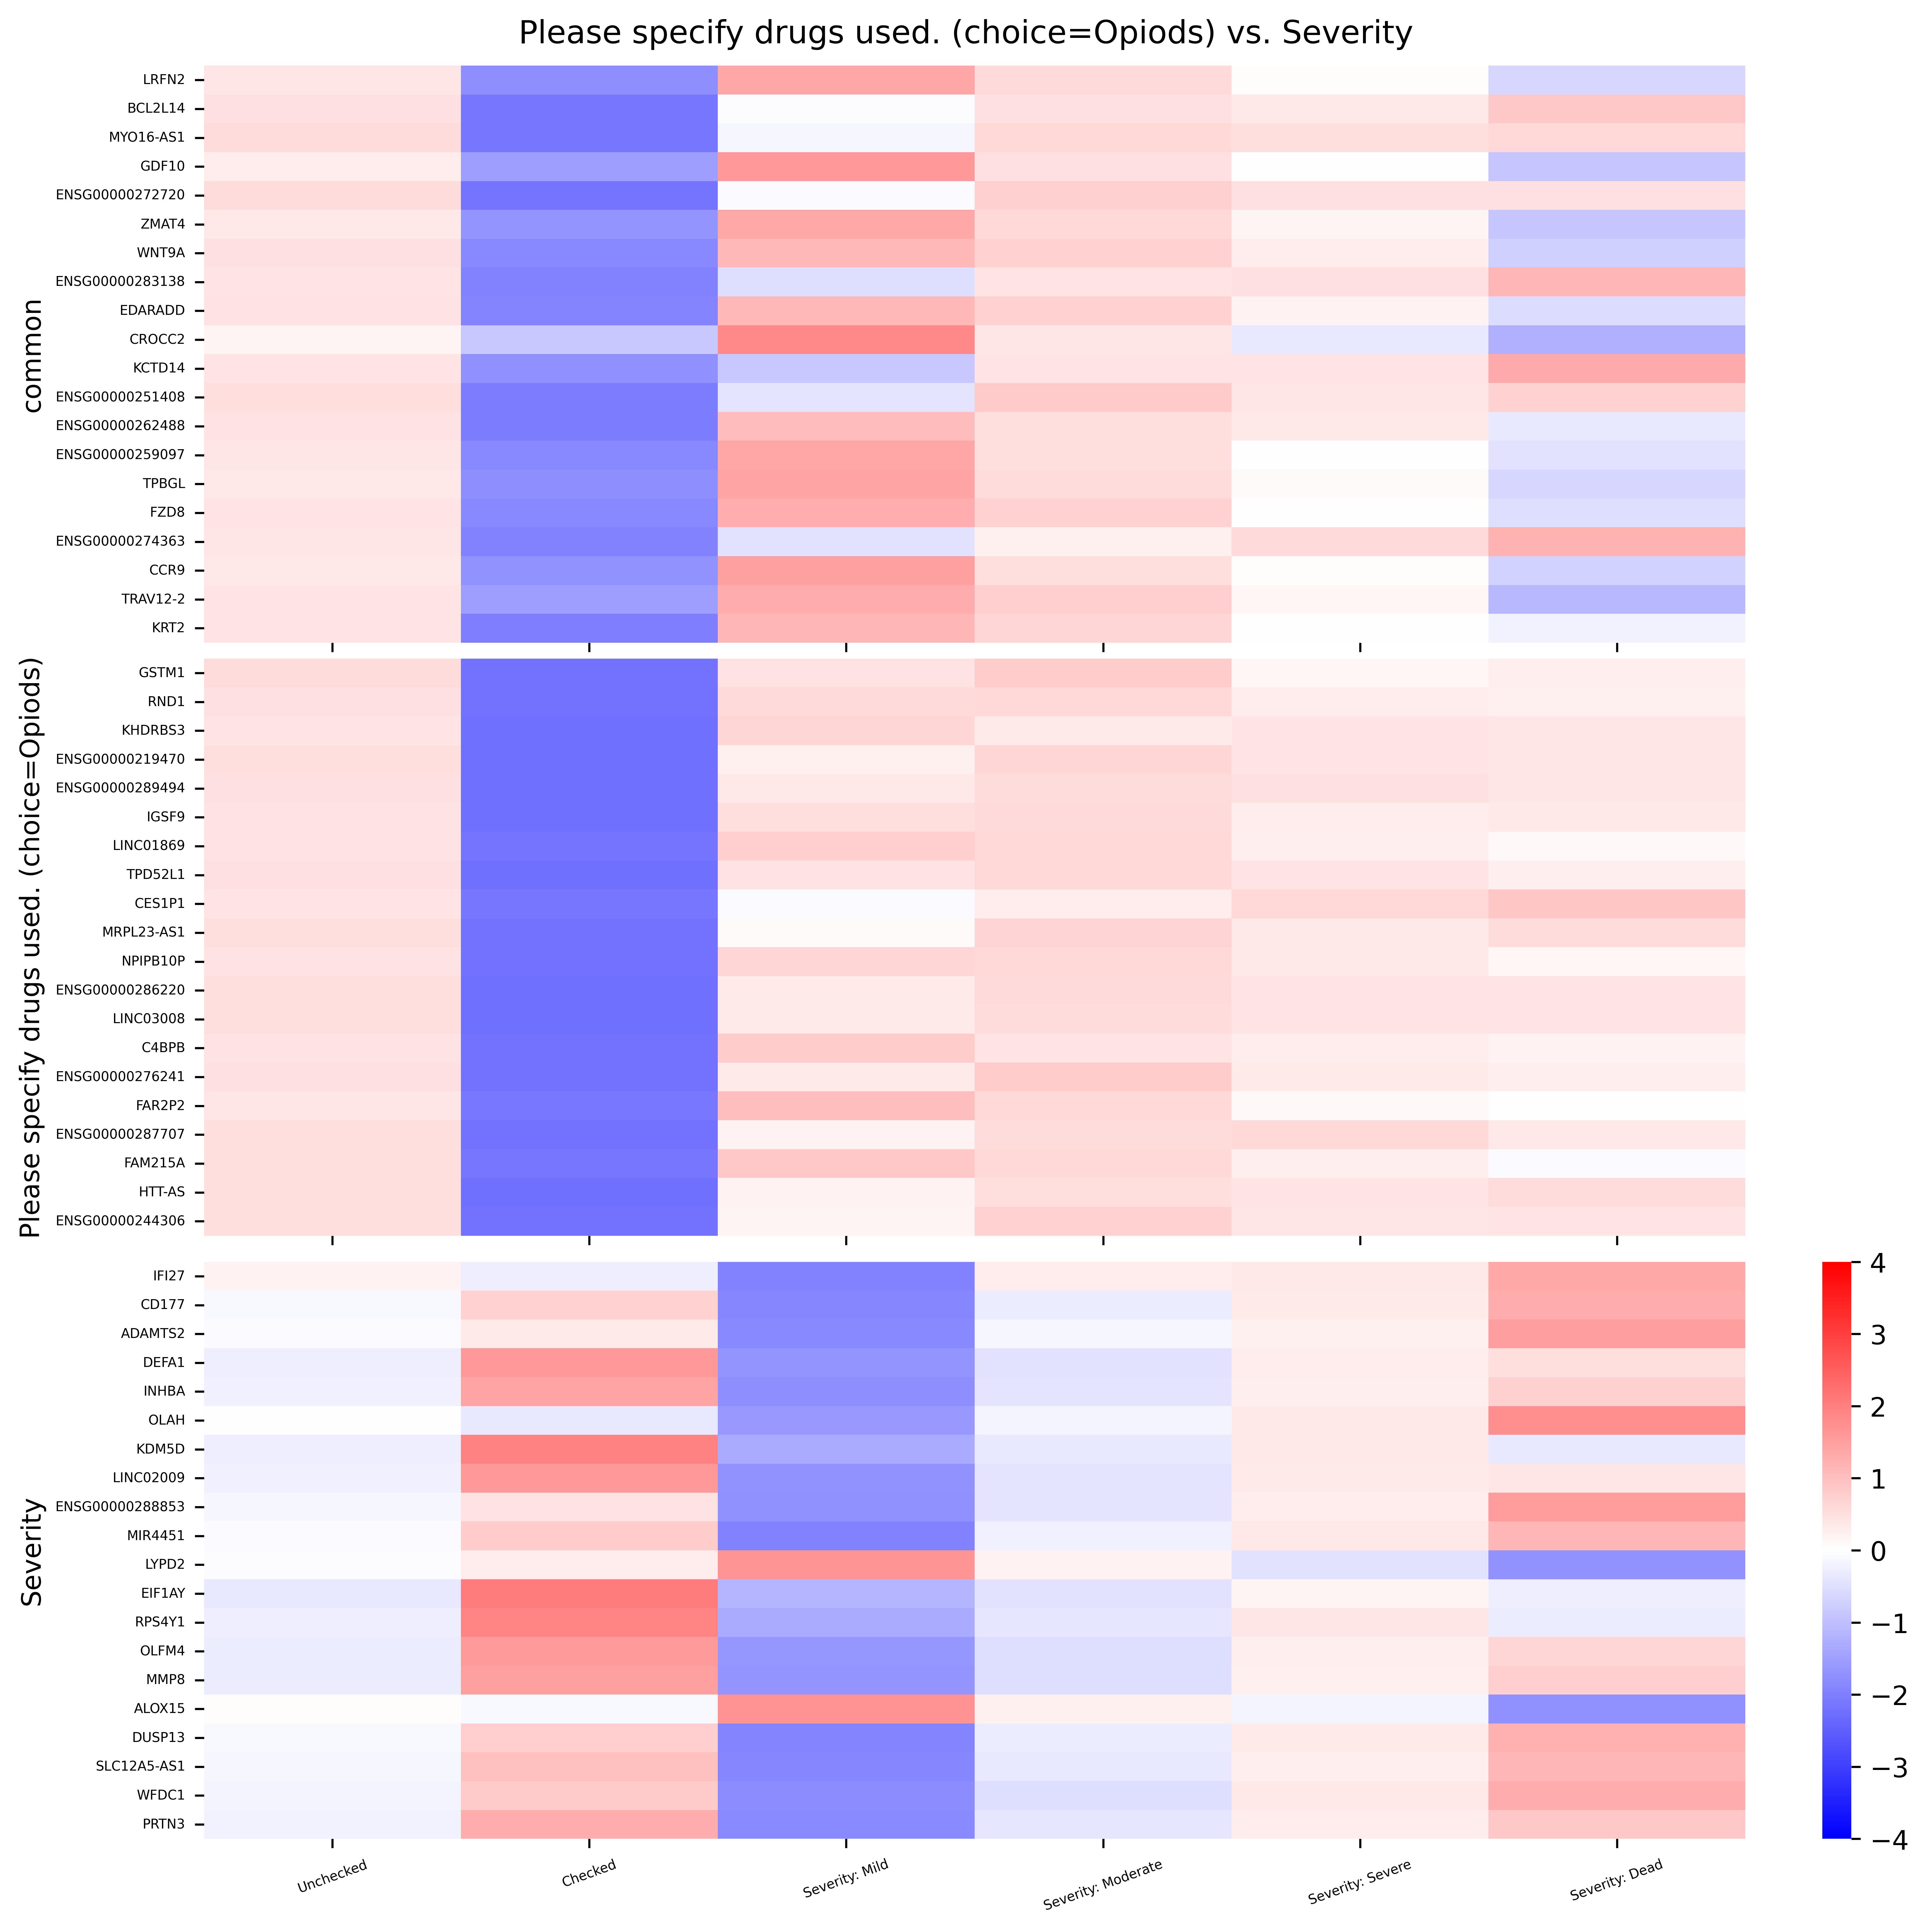 Please specify drugs used. (choice=Opiods) vs. Severity
common
LRFN2
BCL2L14
MYO16-AS1
GDF10
ENSG00000272720
ZMAT4
WNT9A
ENSG00000283138
EDARADD
CROCC2
KCTD14
ENSG00000251408
ENSG00000262488
ENSG00000259097
TPBGL
FZD8
ENSG00000274363
CCR9
TRAV12-2
KRT2
Please specify drugs used. (choice=Opiods)
GSTM1
RND1
KHDRBS3
ENSG00000219470
ENSG00000289494
IGSF9
LINC01869
TPD52L1
CES1P1
MRPL23-AS1
NPIPB10P
ENSG00000286220
LINC03008
C4BPB
ENSG00000276241
FAR2P2
ENSG00000287707
FAM215A
HTT-AS
ENSG00000244306
Severity
IFI27
CD177
ADAMTS2
DEFA1
INHBA
OLAH
KDM5D
LINC02009
ENSG00000288853
MIR4451
LYPD2
EIF1AY
RPS4Y1
OLFM4
MMP8
ALOX15
DUSP13
SLC12A5-AS1
WFDC1
PRTN3
Unchecked
Checked
Severity: Mild
Severity: Moderate
Severity: Severe
Severity: Dead
4
3
2
1
0
−1
−2
−3
−4